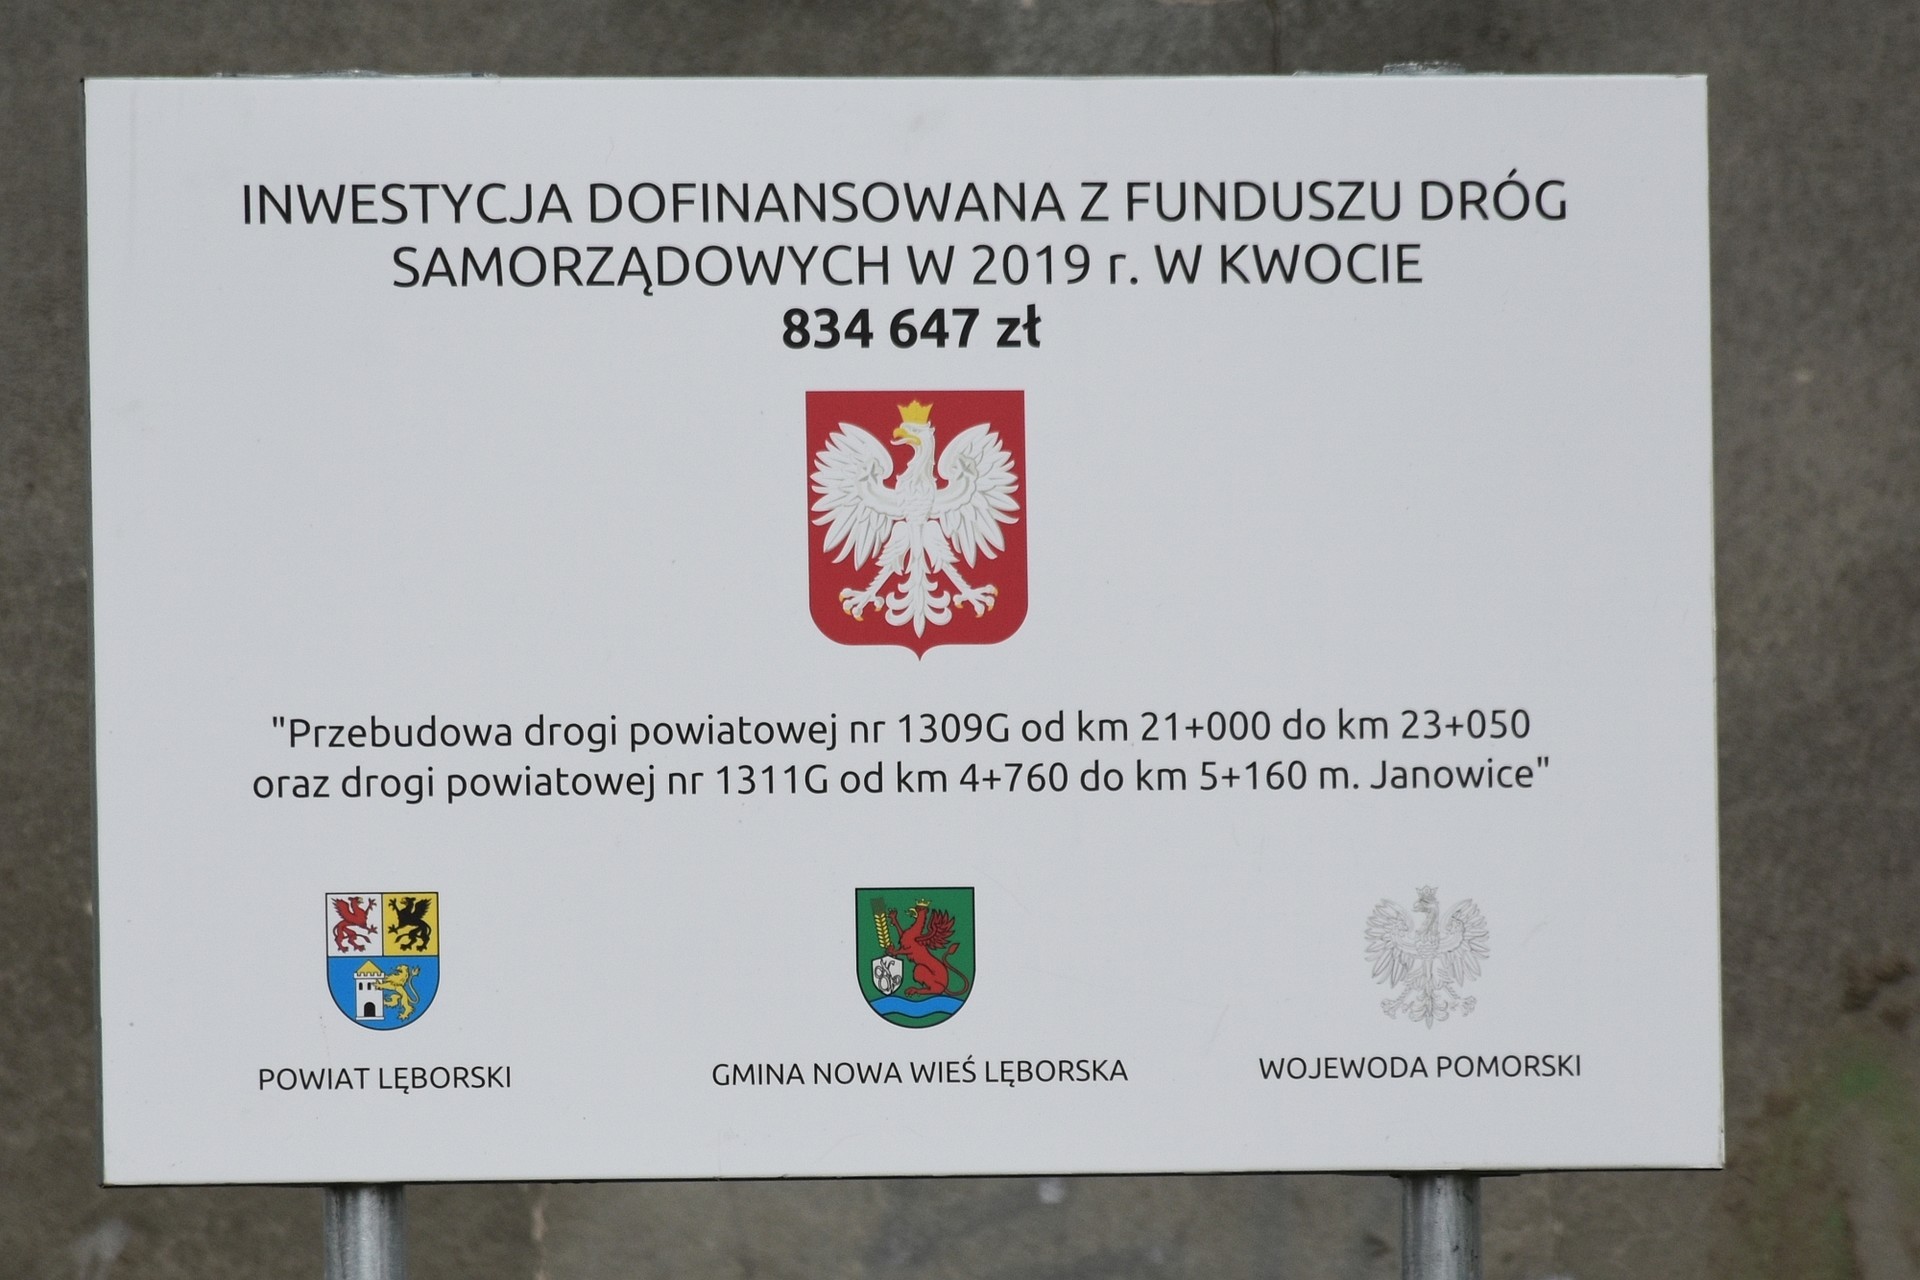 INWESTYCJA DOFINANSOWANA Z FUNDUSZU DRÓG
SAMORZĄDOWYCH W 2019 r. W KWOCIE
834 647 zł
"Przebudowa drogi powiatowej nr 1309G od km 21+000 do km 23+050
oraz drogi powiatowej nr 1311G od km 4+760 do km 5+160 m. Janowice"
POWIAT LĘBORSKI
GMINA NOWA WIEŚ LĘBORSKA
WOJEWODA POMORSKI